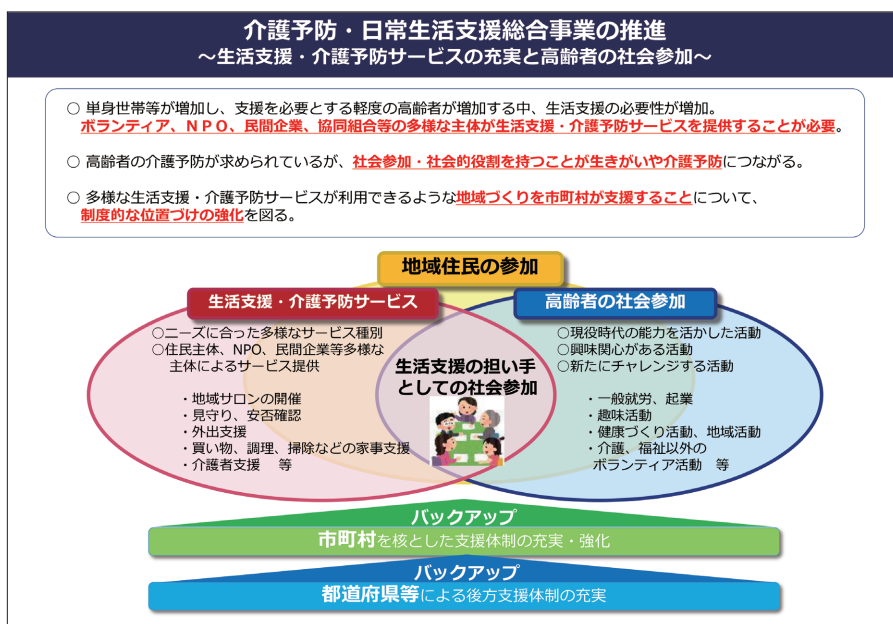 介護予防・日常生活支援総合事業の推進
～生活支援・介護予防サービスの充実と高齢者の社会参加～
○ 単身世帯等が増加し、支援を必要とする軽度の高齢者が増加する中、生活支援の必要性が増加。
ボランティア、ＮＰＯ、民間企業、協同組合等の多様な主体が生活支援・介護予防サービスを提供することが必要。
○ 高齢者の介護予防が求められているが、社会参加・社会的役割を持つことが生きがいや介護予防につながる。
○ 多様な生活支援・介護予防サービスが利用できるような地域づくりを市町村が支援することについて、
制度的な位置づけの強化を図る。
地域住民の参加
生活支援・介護予防サービス
○ニーズに合った多様なサービス種別
○住民主体、NPO、民間企業等多様な
主体によるサービス提供
・地域サロンの開催
・見守り、安否確認
・外出支援
・買い物、調理、掃除などの家事支援
・介護者支援　等
生活支援の担い手
としての社会参加
高齢者の社会参加
○現役時代の能力を活かした活動
○興味関心がある活動
○新たにチャレンジする活動
・一般就労、起業
・趣味活動
・健康づくり活動、地域活動
・介護、福祉以外の
ボランティア活動　等
バックアップ
市町村を核とした支援体制の充実・強化
バックアップ
都道府県等による後方支援体制の充実